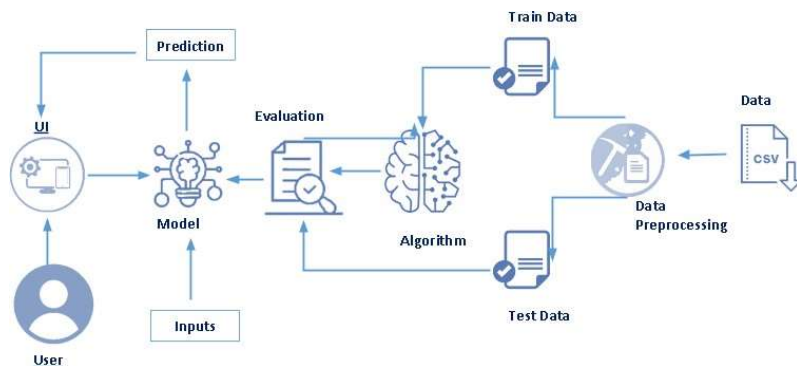 Train Data
Prediction
Data
Evaluation
UI
CSV
Model
Algorithm
Data
Preprocessing
Inputs
Test Data
User